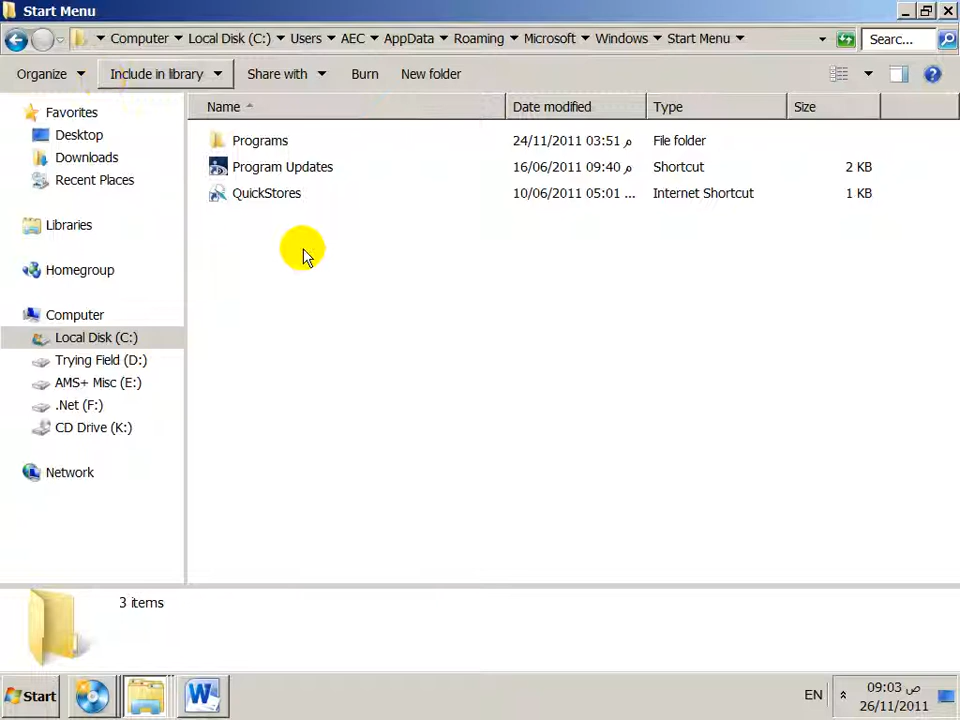 Start Menu
Computer Local Disk (C:) Users AEC AppData Roaming Microsoft Windows Start Menu Searc...
Organize Include in library Share with Burn New folder
Favorites
Desktop
Downloads
Recent Places
Libraries
Homegroup
Computer
Local Disk (C:)
Trying Field (D:)
AMS+ Misc (E:)
.Net (F:)
CD Drive (K:)
Network
Name Date modified Type Size
Programs 24/11/2011 03:51 م File folder
Program Updates 16/06/2011 09:40 م Shortcut 2 KB
QuickStores 10/06/2011 05:01 ... Internet Shortcut 1 KB
3 items
Start EN 09:03 ص
26/11/2011